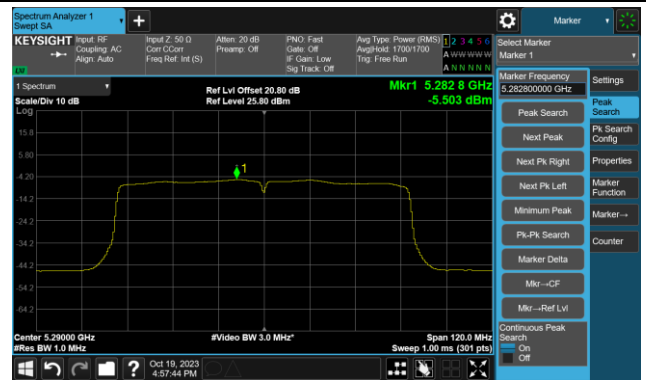 Spectrum Analyzer 1
Swept SA
+
Marker
KEYSIGHT
Input: RF
Coupling: AC
Align: Auto
Input Z: 50 Ω
Corr CCorr
Freq Ref: Int (S)
Atten: 20 dB
Preamp: Off
PNO: Fast
Gate: Off
IF Gain: Low
Sig Track: Off
Avg Type: Power (RMS)
Avg|Hold: 1700/1700
Trig: Free Run
1 2 3 4 5 6
A W W W W W
A N N N N N
LW
Select Marker
Marker 1
1 Spectrum
Scale/Div 10 dB
Log
Ref Lvl Offset 20.80 dB
Ref Level 25.80 dBm
Mkr1 5.282 8 GHz
-5.503 dBm
1
15.8
5.80
-4.20
-14.2
-24.2
-34.2
-44.2
-54.2
-64.2
Center 5.29000 GHz
#Res BW 1.0 MHz
#Video BW 3.0 MHz*
Span 120.0 MHz
Sweep 1.00 ms (301 pts)
Marker Frequency
5.282800000 GHz
Peak Search
Next Peak
Next Pk Right
Next Pk Left
Minimum Peak
Pk-Pk Search
Marker Delta
Mkr→CF
Mkr→Ref Lvl
Continuous Peak
Search
On
Off
Settings
Peak
Search
Pk Search
Config
Properties
Marker
Function
Marker→
Counter
?
Oct 19, 2023
4:57:44 PM